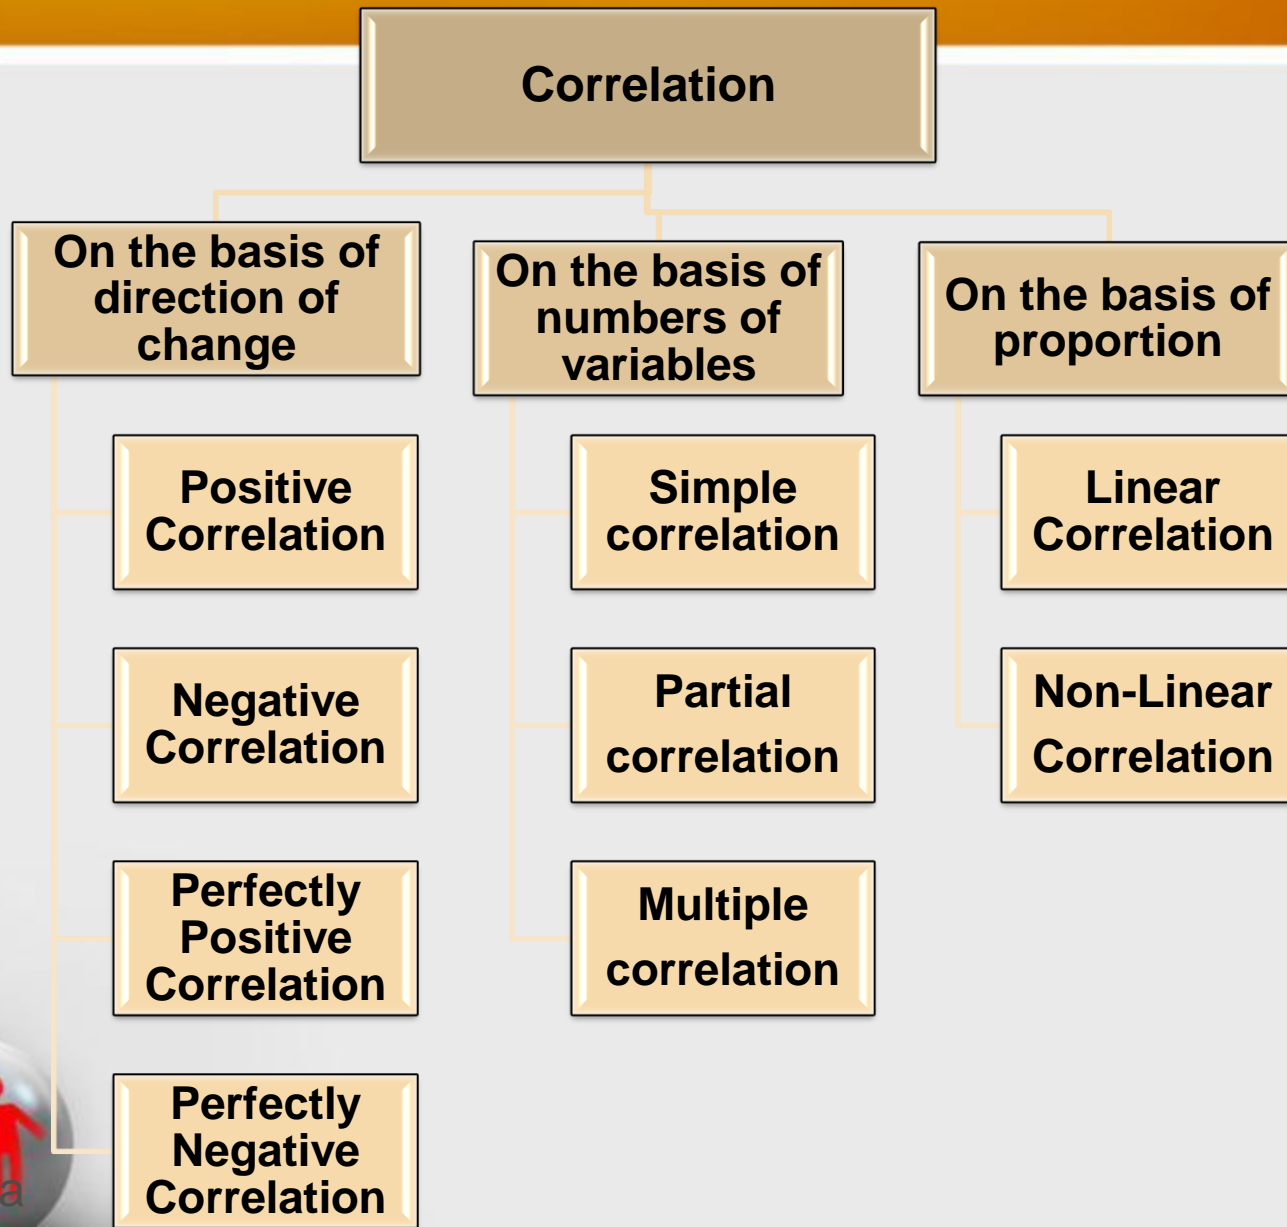 Correlation
On the basis of
direction of
change
On the basis of
numbers of
variables
On the basis of
proportion
Positive
Correlation
Negative
Correlation
Perfectly
Positive
Correlation
Perfectly
Negative
Correlation
Simple
correlation
Partial
correlation
Multiple
correlation
Linear
Correlation
Non-Linear
Correlation
a